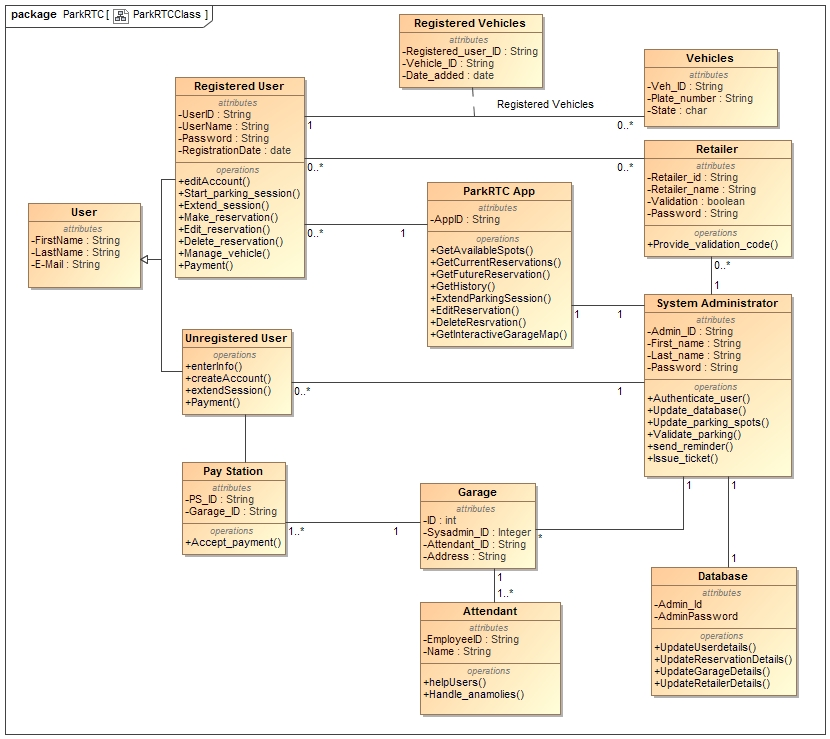 package ParkRTC [ ParkRTCClass ]
Registered Vehicles
attributes
-Registered_user_ID : String
-Vehicle_ID : String
-Date_added : date
Registered Vehicles
Vehicles
attributes
-Veh_ID : String
-Plate_number : String
-State : char
Registered User
attributes
-UserID : String
-UserName : String
-Password : String
-RegistrationDate : date
operations
+editAccount()
+Start_parking_session()
+Extend_session()
+Make_reservation()
+Edit_reservation()
+Delete_reservation()
+Manage_vehicle()
+Payment()
1
0..*
0..*
0..*
0..*
1
Retailer
attributes
-Retailer_id : String
-Retailer_name : String
-Validation : boolean
-Password : String
operations
+Provide_validation_code()
0..*
1
User
attributes
-FirstName : String
-LastName : String
-E-Mail : String
ParkRTC App
attributes
-AppID : String
operations
+GetAvailableSpots()
+GetCurrentReservations()
+GetFutureReservation()
+GetHistory()
+ExtendParkingSession()
+EditReservation()
+DeleteResrvation()
+GetInteractiveGarageMap()
1
1
System Administrator
attributes
-Admin_ID : String
-First_name : String
-Last_name : String
-Password : String
operations
+Authenticate_user()
+Update_database()
+Update_parking_spots()
+Validate_parking()
+send_reminder()
+Issue_ticket()
Unregistered User
operations
+enterInfo()
+createAccount()
+extendSession()
+Payment()
0..*
1
Pay Station
attributes
-PS_ID : String
-Garage_ID : String
operations
+Accept_payment()
1..*
1
Garage
attributes
-ID : int
-Sysadmin_ID : Integer
-Attendant_ID : String
-Address : String
*
1
1
1
1
1..*
Attendant
attributes
-EmployeeID : String
-Name : String
operations
+helpUsers()
+Handle_anamolies()
Database
attributes
-Admin_Id
-AdminPassword
operations
+UpdateUserdetails()
+UpdateReservationDetails()
+UpdateGarageDetails()
+UpdateRetailerDetails()